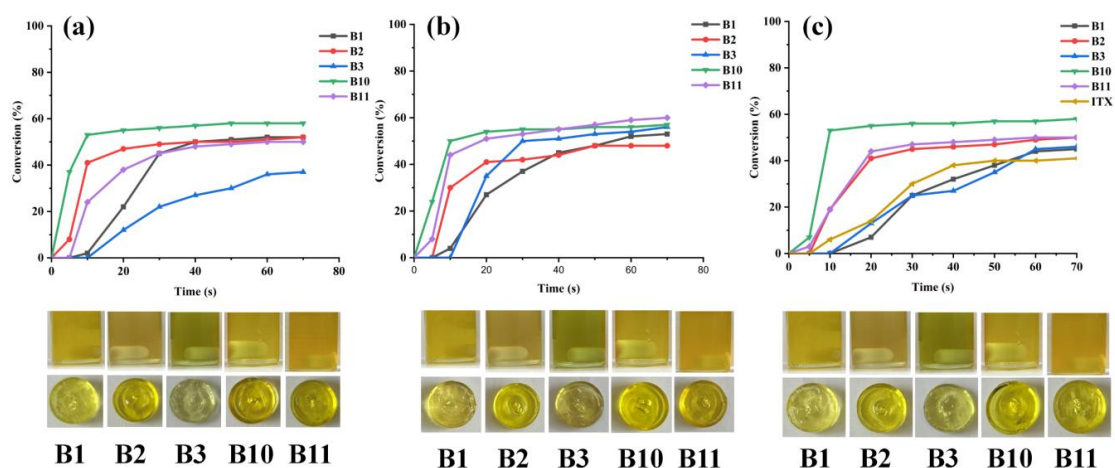 (a)
B1
B2
B3
B10
B11
Conversion (%)
100
80
60
40
20
0
0 20 40 60 80
Time (s)
B1 B2 B3 B10 B11
(b)
B1
B2
B3
B10
B11
Conversion (%)
100
80
60
40
20
0
0 20 40 60 80
Time (s)
B1 B2 B3 B10 B11
(c)
B1
B2
B3
B10
B11
ITX
Conversion (%)
100
80
60
40
20
0
0 10 20 30 40 50 60 70
Time (s)
B1 B2 B3 B10 B11